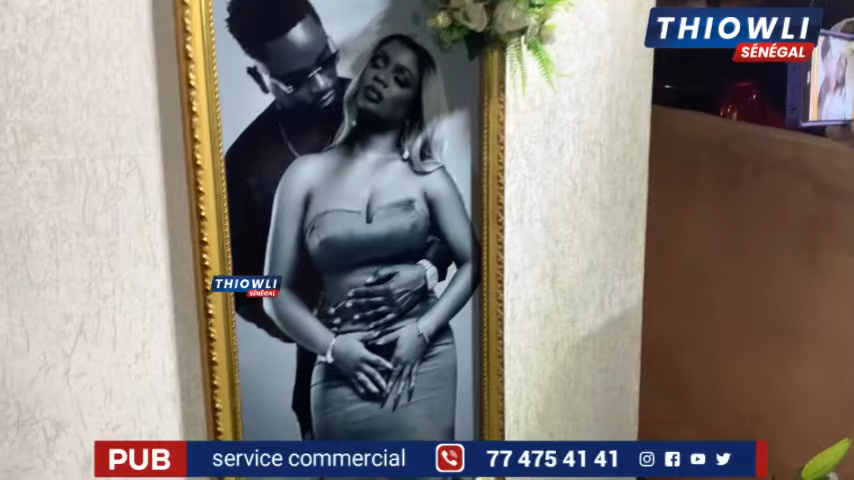 THIOWLI
SÉNÉGAL
THIOWLI
SÉNÉGAL
PUB service commercial 77 475 41 41